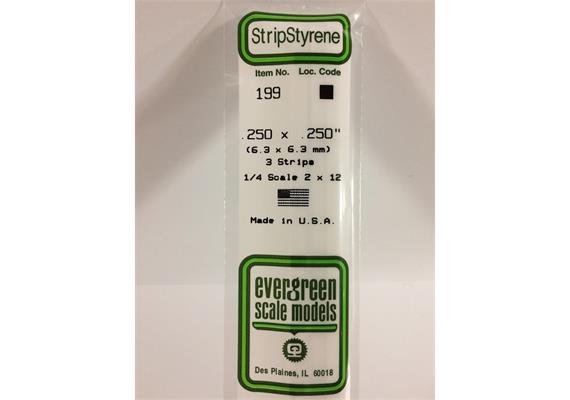 StripStyrene
Item No. Loc. Code
199
.250 x .250"
(6.3 x 6.3 mm)
3 Strips
1/4 Scale 2 x 12
Made in U.S.A.
evergreen
scale models
Des Plaines, IL 60018